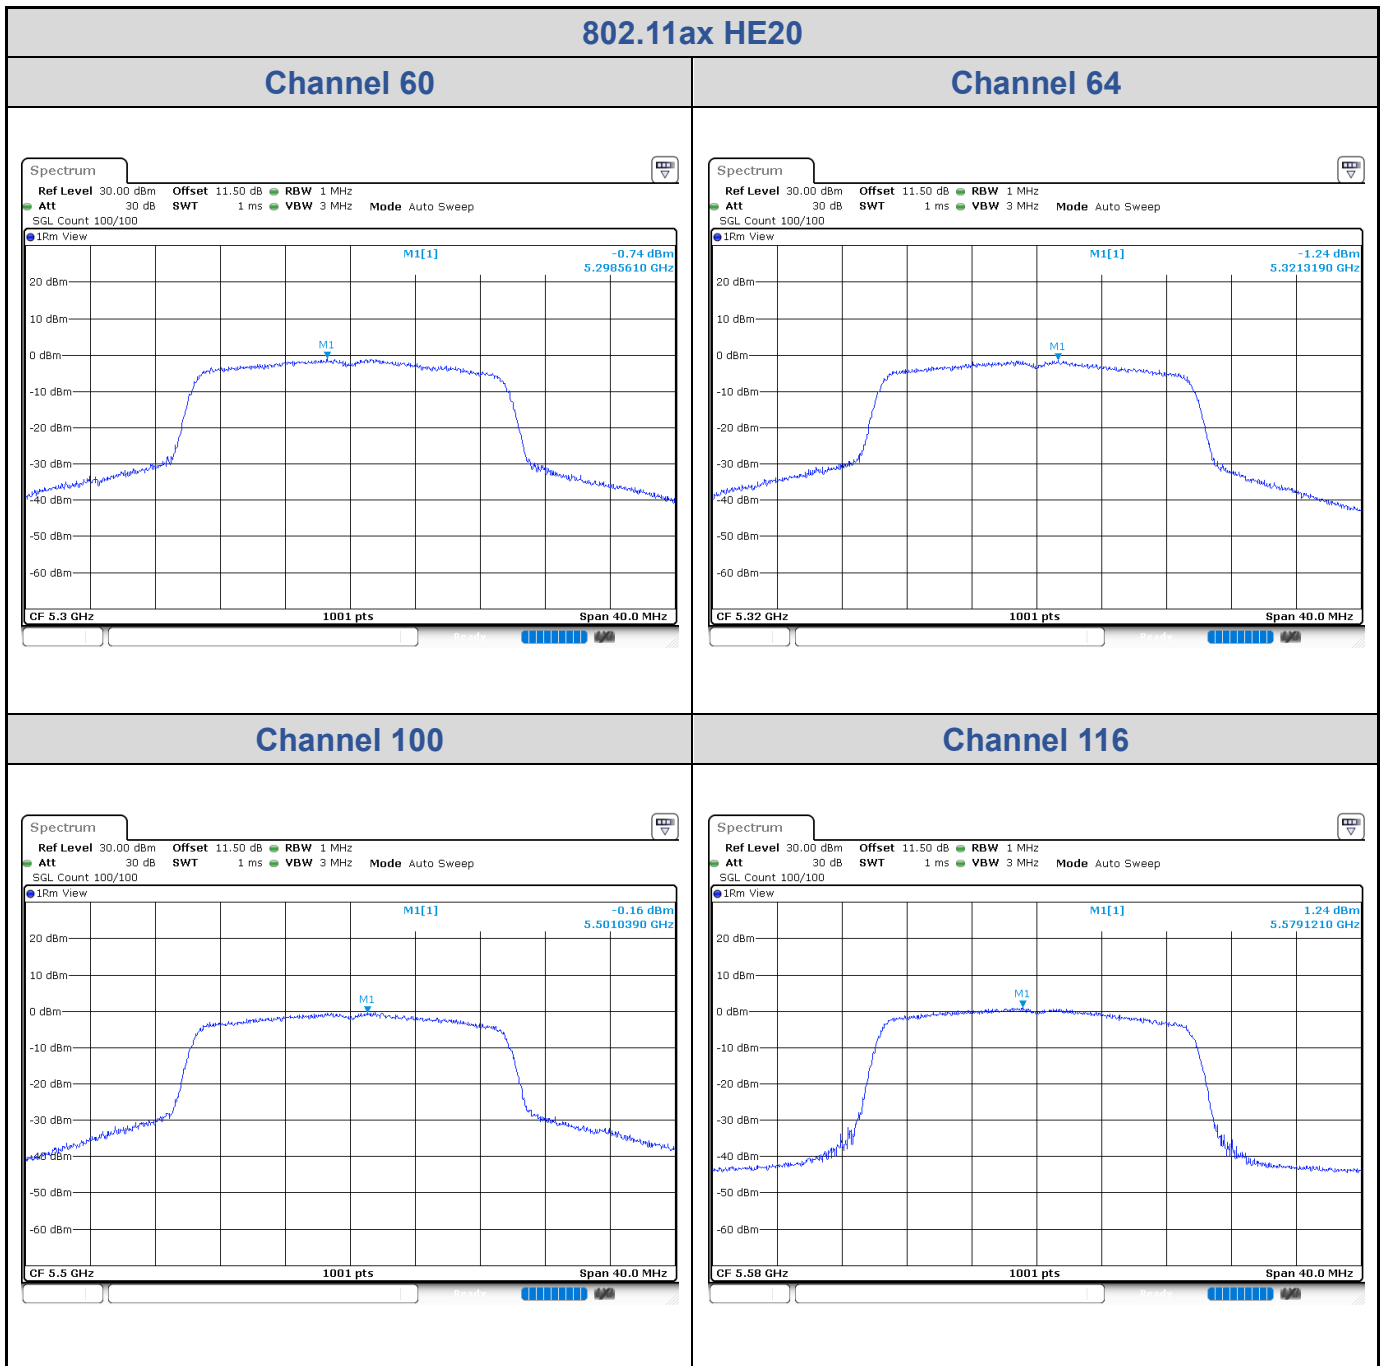 802.11ax HE20
Channel 60
Channel 64
Spectrum
Ref Level 30.00 dBm Offset 11.50 dB RBW 1 MHz
Att 30 dB SWT 1 ms VBW 3 MHz Mode Auto Sweep
SGL Count 100/100
1Rm View
M1[1] -0.74 dBm
5.2985610 GHz
20 dBm
10 dBm
M1
0 dBm
-10 dBm
-20 dBm
-30 dBm
-40 dBm
-50 dBm
-60 dBm
CF 5.3 GHz 1001 pts Span 40.0 MHz
Ready
Spectrum
Ref Level 30.00 dBm Offset 11.50 dB RBW 1 MHz
Att 30 dB SWT 1 ms VBW 3 MHz Mode Auto Sweep
SGL Count 100/100
1Rm View
M1[1] -1.24 dBm
5.3213190 GHz
20 dBm
10 dBm
M1
0 dBm
-10 dBm
-20 dBm
-30 dBm
-40 dBm
-50 dBm
-60 dBm
CF 5.32 GHz 1001 pts Span 40.0 MHz
Ready
Channel 100
Channel 116
Spectrum
Ref Level 30.00 dBm Offset 11.50 dB RBW 1 MHz
Att 30 dB SWT 1 ms VBW 3 MHz Mode Auto Sweep
SGL Count 100/100
1Rm View
M1[1] -0.16 dBm
5.5010390 GHz
20 dBm
10 dBm
M1
0 dBm
-10 dBm
-20 dBm
-30 dBm
-40 dBm
-50 dBm
-60 dBm
CF 5.5 GHz 1001 pts Span 40.0 MHz
Ready
Spectrum
Ref Level 30.00 dBm Offset 11.50 dB RBW 1 MHz
Att 30 dB SWT 1 ms VBW 3 MHz Mode Auto Sweep
SGL Count 100/100
1Rm View
M1[1] 1.24 dBm
5.5791210 GHz
20 dBm
10 dBm
M1
0 dBm
-10 dBm
-20 dBm
-30 dBm
-40 dBm
-50 dBm
-60 dBm
CF 5.58 GHz 1001 pts Span 40.0 MHz
Ready